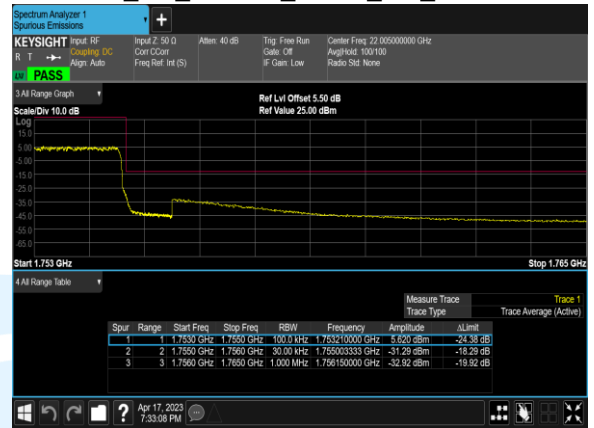 Spectrum Analyzer 1
Spurious Emissions
KEYSIGHT Input: RF Input Z: 50 Ω Atten: 40 dB Trig: Free Run Center Freq: 22.005000000 GHz
R T Coupling: DC Corr CCorr Gate: Off Avg|Hold: 100/100
Align: Auto Freq Ref: Int (S) IF Gain: Low Radio Std: None
PASS
3 All Range Graph
Ref Lvl Offset 5.50 dB
Scale/Div 10.0 dB Ref Value 25.00 dBm
Log
15.0
5.00
-5.00
-15.0
-25.0
-35.0
-45.0
-55.0
-65.0
Start 1.753 GHz Stop 1.765 GHz
4 All Range Table
Measure Trace Trace 1
Trace Type Trace Average (Active)
Spur Range Start Freq Stop Freq RBW Frequency Amplitude ΔLimit
1 1 1.7530 GHz 1.7550 GHz 100.0 kHz 1.753210000 GHz 5.620 dBm -24.38 dB
2 2 1.7550 GHz 1.7560 GHz 30.00 kHz 1.755003333 GHz -31.29 dBm -18.29 dB
3 3 1.7560 GHz 1.7650 GHz 1.000 MHz 1.756150000 GHz -32.92 dBm -19.92 dB
? Apr 17, 2023
7:33:08 PM